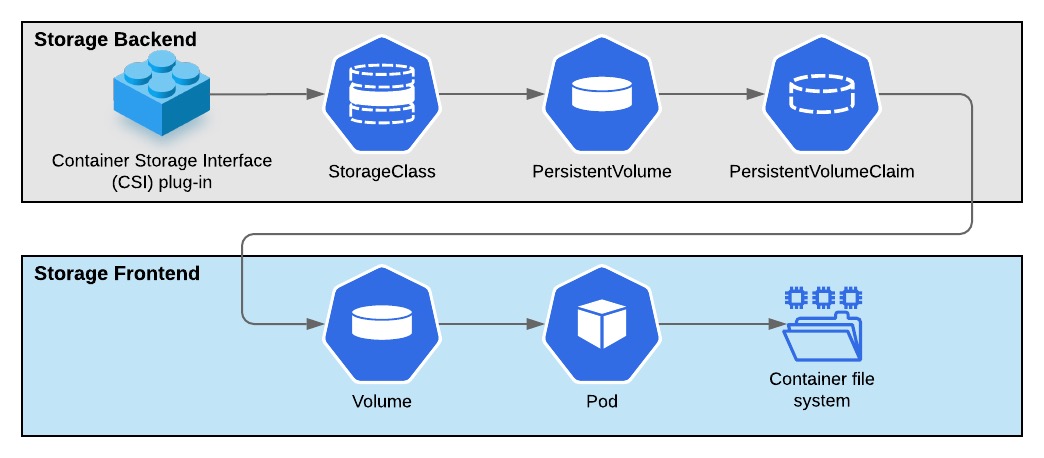 Storage Backend
Container Storage Interface
(CSI) plug-in
StorageClass
PersistentVolume
PersistentVolumeClaim
Storage Frontend
Volume
Pod
Container file
system